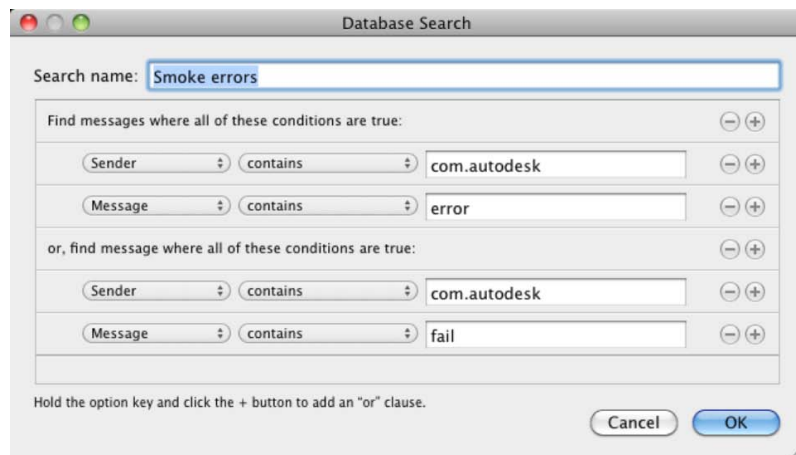 Database Search
Search name: Smoke errors
Find messages where all of these conditions are true:
Sender contains com.autodesk
Message contains error
or, find message where all of these conditions are true:
Sender contains com.autodesk
Message contains fail
Hold the option key and click the + button to add an “or” clause.
Cancel OK